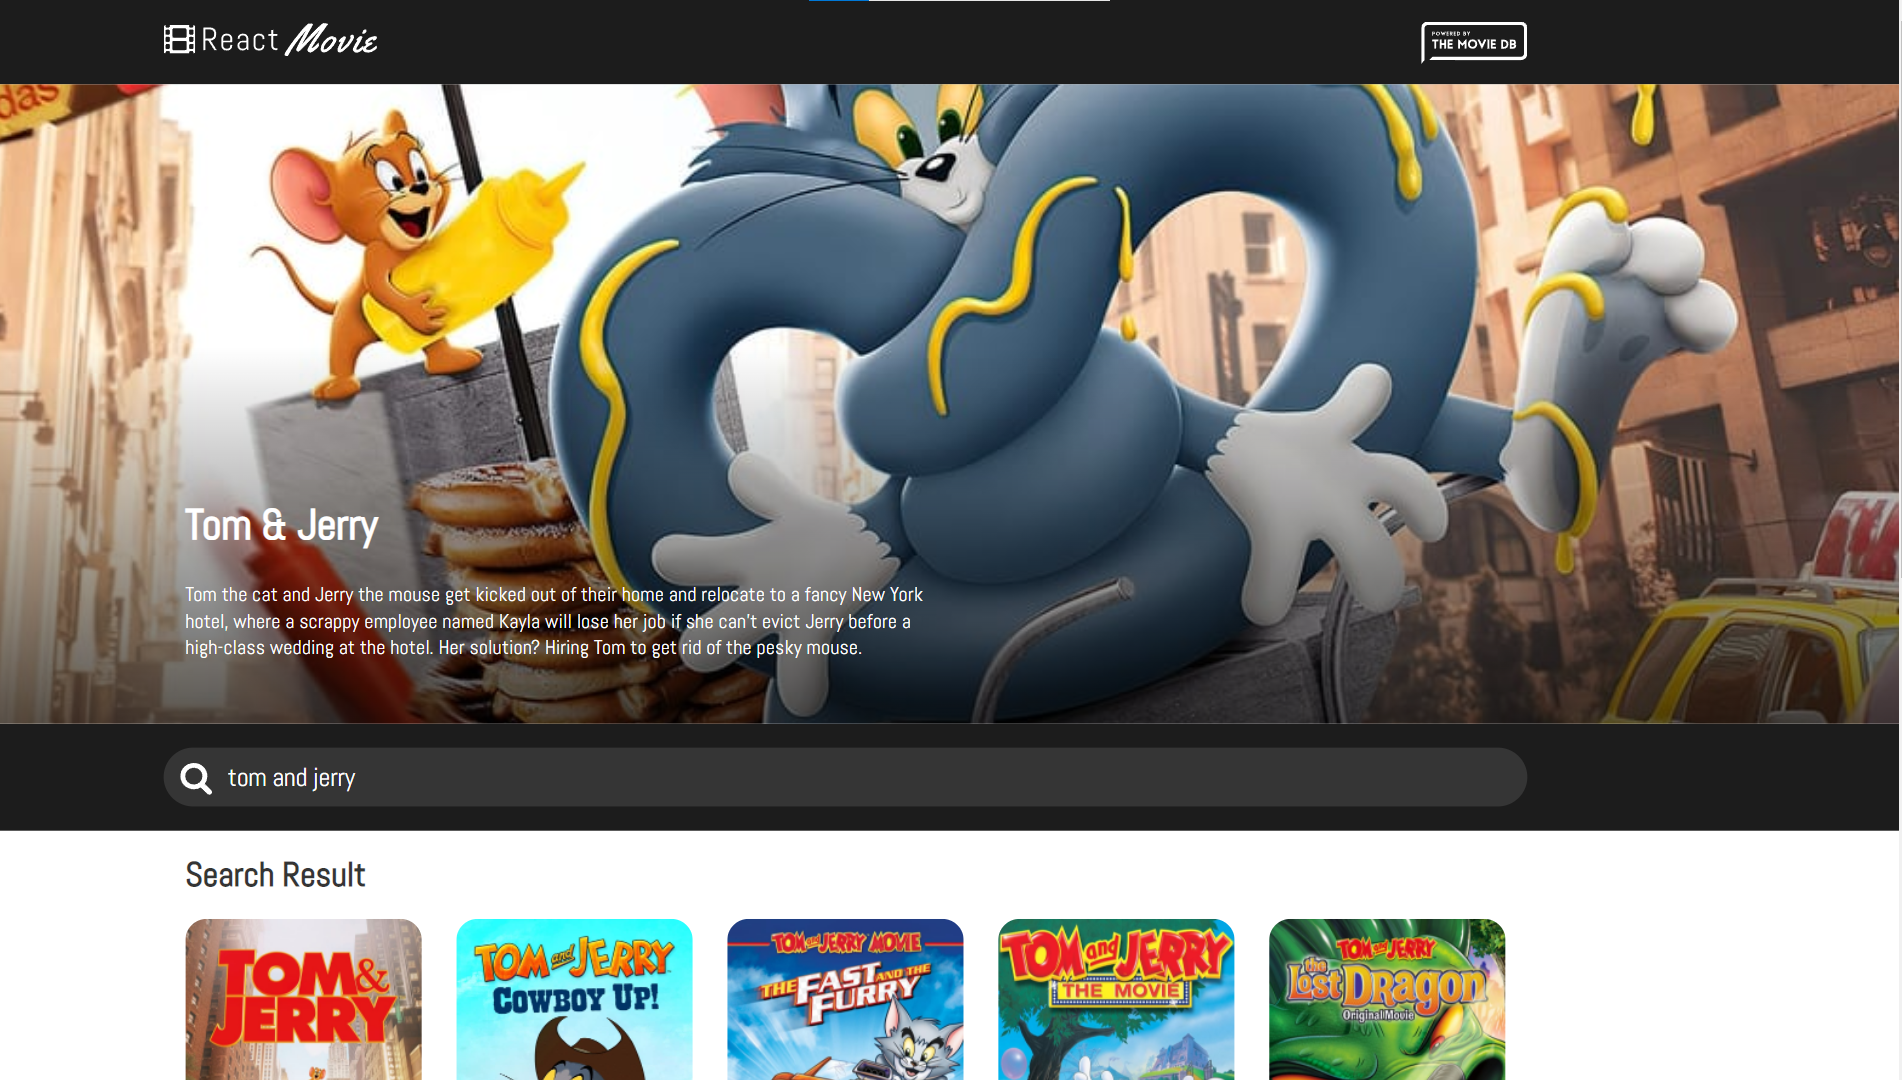 React Movie
POWERED BY
THE MOVIE DB
das
Tom & Jerry
Tom the cat and Jerry the mouse get kicked out of their home and relocate to a fancy New York
hotel, where a scrappy employee named Kayla will lose her job if she can't evict Jerry before a
high-class wedding at the hotel. Her solution? Hiring Tom to get rid of the pesky mouse.
tom and jerry
Search Result
TOM &
JERRY
TOM and JERRY
COWBOY UP!
TOM and JERRY MOVIE
THE FAST AND THE
FURRY
TOM and JERRY
THE MOVIE
TOM and JERRY
the
Lost Dragon
Original Movie